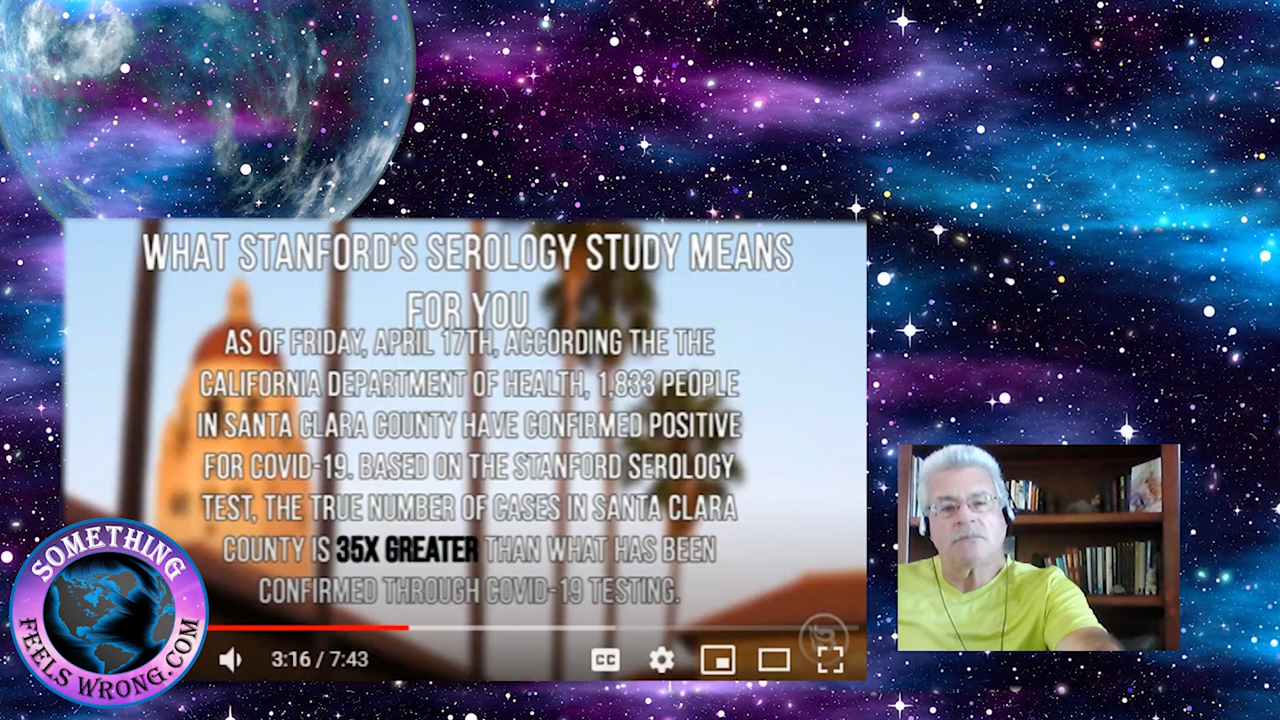 WHAT STANFORD'S SEROLOGY STUDY MEANS
FOR YOU
AS OF FRIDAY, APRIL 17TH, ACCORDING THE THE
CALIFORNIA DEPARTMENT OF HEALTH, 1,833 PEOPLE
IN SANTA CLARA COUNTY HAVE CONFIRMED POSITIVE
FOR COVID-19. BASED ON THE STANFORD SEROLOGY
TEST, THE TRUE NUMBER OF CASES IN SANTA CLARA
COUNTY IS 35X GREATER THAN WHAT HAS BEEN
CONFIRMED THROUGH COVID-19 TESTING.
3:16 / 7:43
CC
SOMETHING
FEELS WRONG.COM